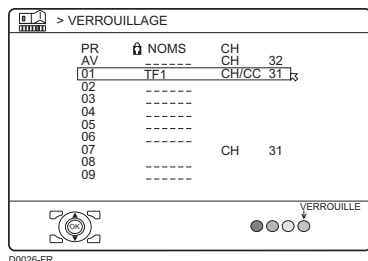 > VERROUILLAGE
PR NOMS CH
AV ------ CH 32
01 TF1 CH/CC 31
02 ------
03 ------
04 ------
05 ------
06 ------
07 CH 31
08 ------
09 ------
VERROUILLE
OK
D0026-FR